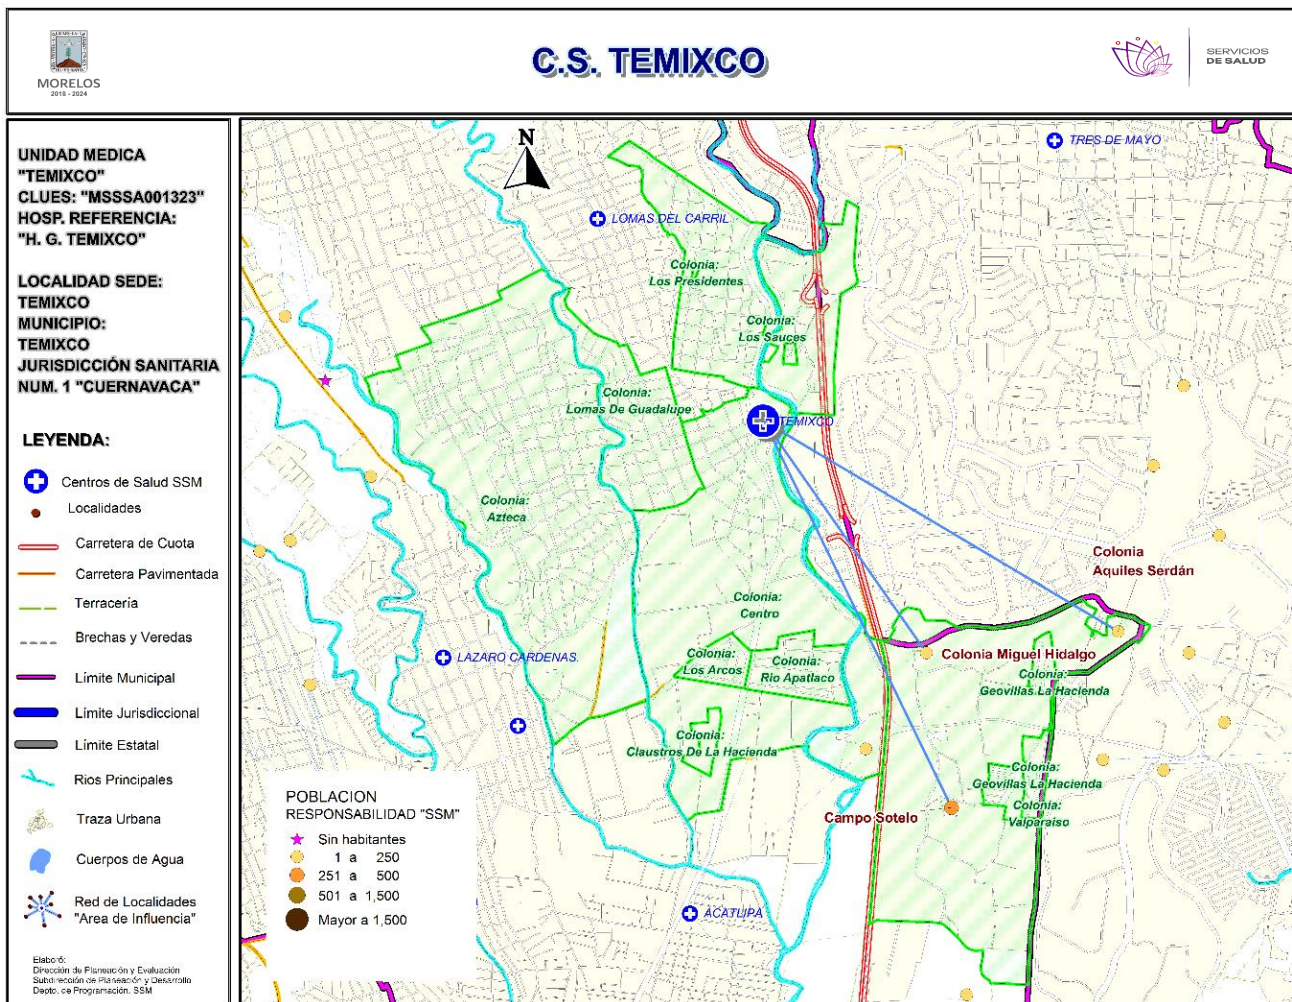 MORELOS
2018 - 2024
C.S. TEMIXCO
SERVICIOS
DE SALUD
UNIDAD MEDICA
"TEMIXCO"
CLUES: "MSSSA001323"
HOSP. REFERENCIA:
"H. G. TEMIXCO"
LOCALIDAD SEDE:
TEMIXCO
MUNICIPIO:
TEMIXCO
JURISDICCIÓN SANITARIA
NUM. 1 "CUERNAVACA"
LEYENDA:
Centros de Salud SSM
Localidades
Carretera de Cuota
Carretera Pavimentada
Terracería
Brechas y Veredas
Límite Municipal
Límite Jurisdiccional
Límite Estatal
Rios Principales
Traza Urbana
Cuerpos de Agua
Red de Localidades
"Area de Influencia"
Elaboró:
Dirección de Planeación y Evaluación
Subdirección de Planeación y Desarrollo
Depto. de Programación. SSM
N
TRES DE MAYO
LOMAS DEL CARRIL
Colonia:
Los Presidentes
Colonia:
Los Sauces
Colonia:
Lomas De Guadalupe
TEMIXCO
Colonia:
Azteca
Colonia
Aquiles Serdán
Colonia:
Centro
LAZARO CARDENAS.
Colonia:
Los Arcos
Colonia:
Rio Apatlaco
Colonia Miguel Hidalgo
Colonia:
Geovillas La Hacienda
Colonia:
Claustros De La Hacienda
Colonia:
Geovillas La Hacienda
Colonia:
Valparaiso
Campo Sotelo
POBLACION
RESPONSABILIDAD "SSM"
Sin habitantes
1 a 250
251 a 500
501 a 1,500
Mayor a 1,500
ACATLIPA